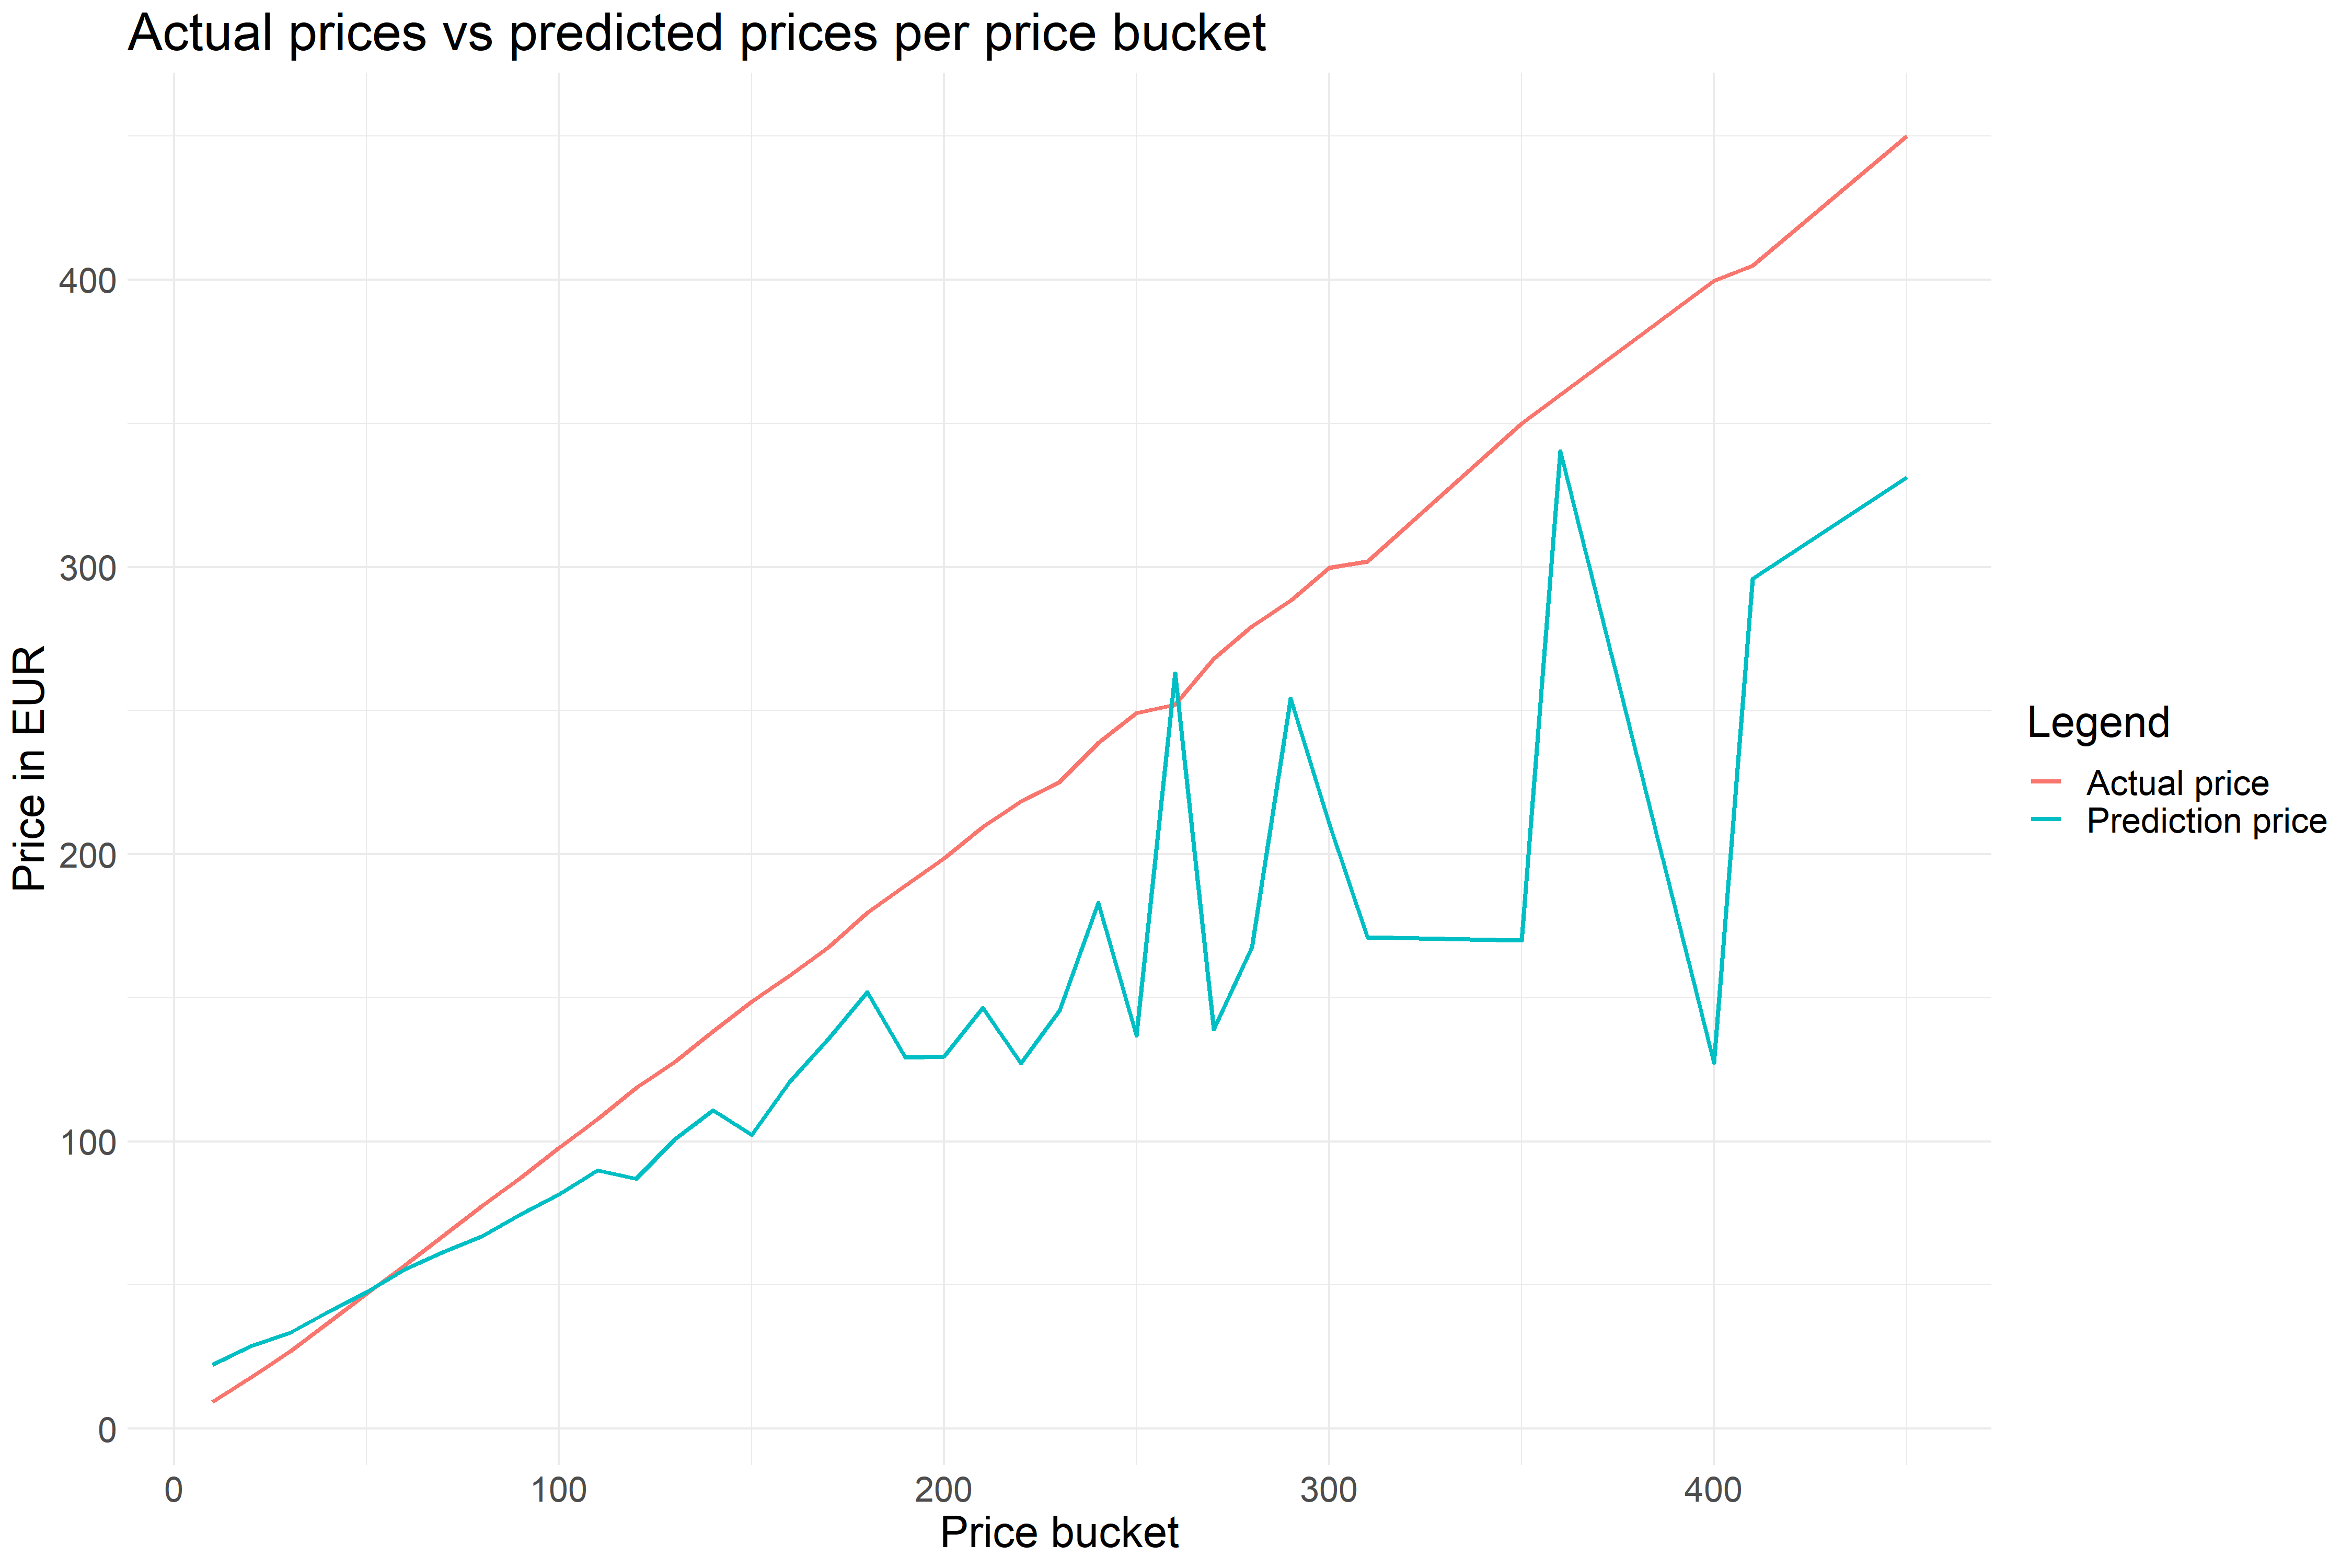 Actual prices vs predicted prices per price bucket
Price in EUR
400
300
200
100
0
0 100 200 300 400
Price bucket
Legend
Actual price
Prediction price